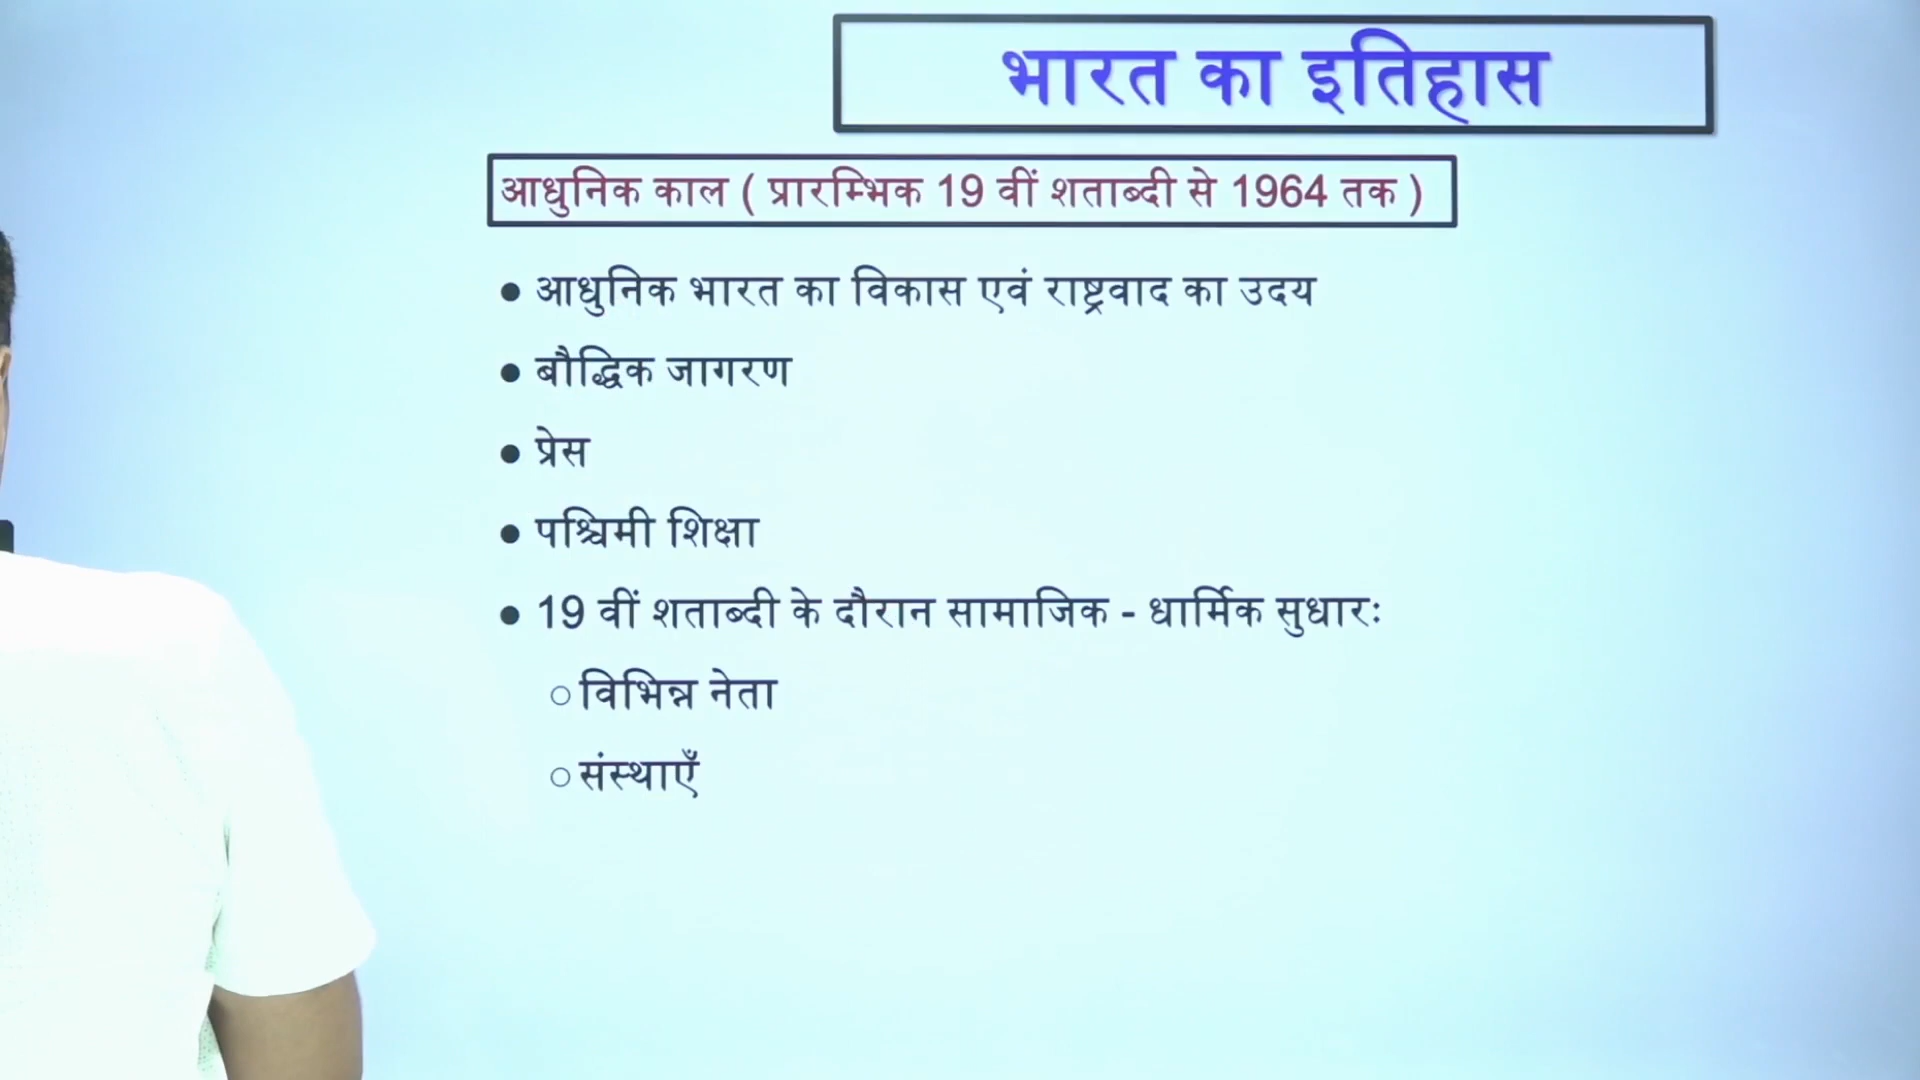 भारत का इतिहास
आधुनिक काल ( प्रारम्भिक 19 वीं शताब्दी से 1964 तक )
● आधुनिक भारत का विकास एवं राष्ट्रवाद का उदय
● बौद्धिक जागरण
● प्रेस
● पश्चिमी शिक्षा
● 19 वीं शताब्दी के दौरान सामाजिक - धार्मिक सुधारः
○ विभिन्न नेता
○ संस्थाएँ